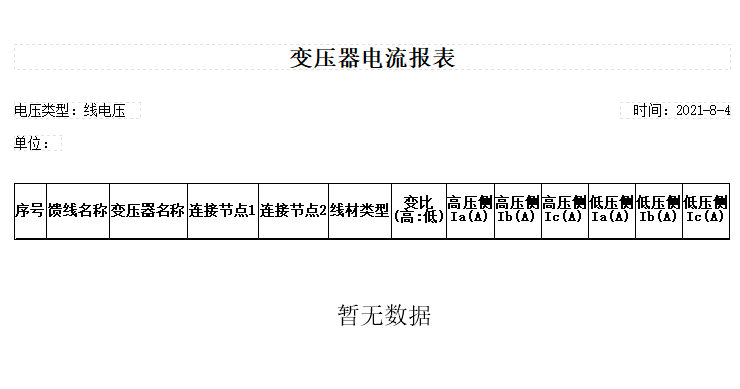 变压器电流报表
电压类型：线电压 时间：2021-8-4
单位：
序号 馈线名称 变压器名称 连接节点1 连接节点2 线材类型 变比(高:低) 高压侧Ia(A) 高压侧Ib(A) 高压侧Ic(A) 低压侧Ia(A) 低压侧Ib(A) 低压侧Ic(A)
暂无数据